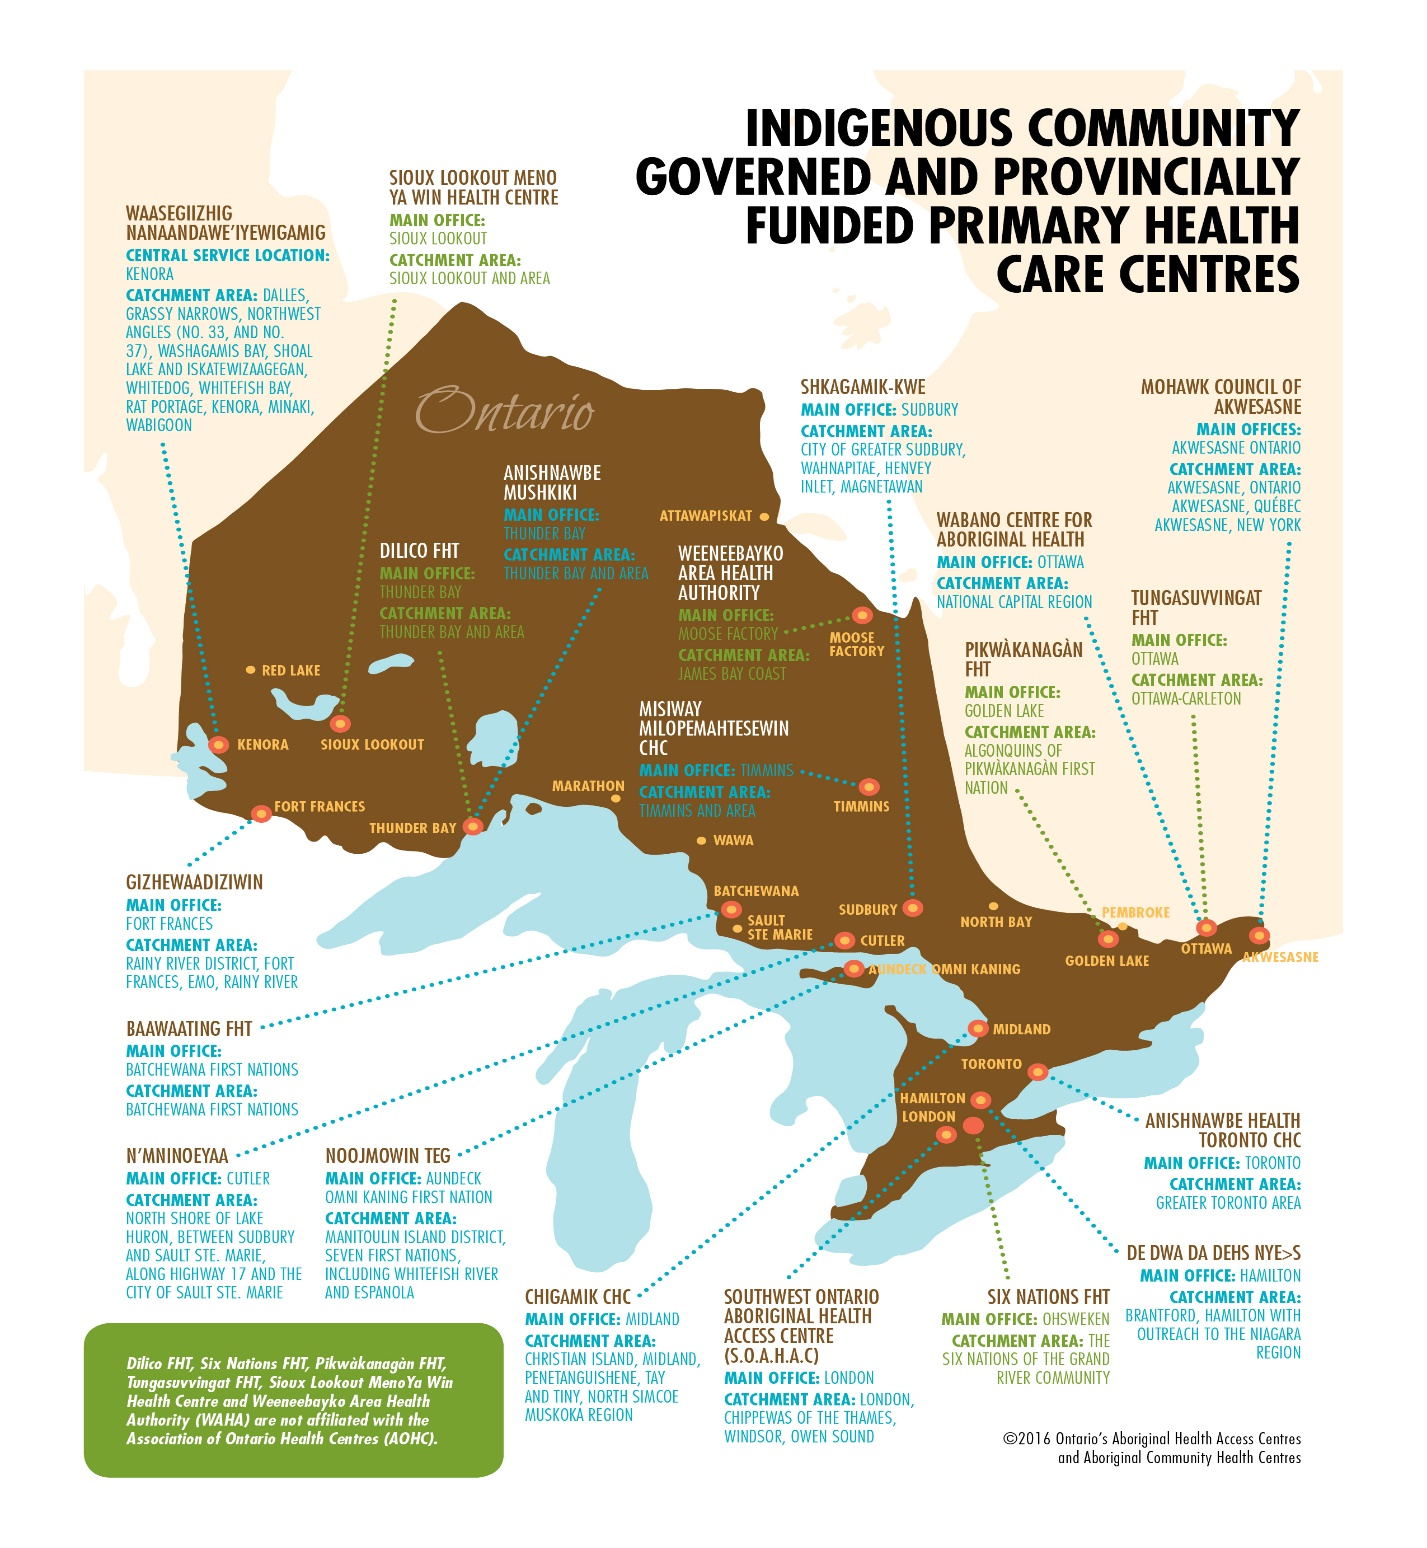 INDIGENOUS COMMUNITY
GOVERNED AND PROVINCIALLY
FUNDED PRIMARY HEALTH
CARE CENTRES
WAASEGIIZHIG
NANAANDAWE'IYEWIGAMIG
CENTRAL SERVICE LOCATION:
KENORA
CATCHMENT AREA: DALLES,
GRASSY NARROWS, NORTHWEST
ANGLES (NO. 33, AND NO.
37), WASHAGAMIS BAY, SHOAL
LAKE AND ISKATEWIZAAGEGAN,
WHITEDOG, WHITEFISH BAY,
RAT PORTAGE, KENORA, MINAKI,
WABIGOON
SIOUX LOOKOUT MENO
YA WIN HEALTH CENTRE
MAIN OFFICE:
SIOUX LOOKOUT
CATCHMENT AREA:
SIOUX LOOKOUT AND AREA
Ontario
ANISHNAWBE
MUSHKIKI
MAIN OFFICE:
THUNDER BAY
CATCHMENT AREA:
THUNDER BAY AND AREA
DILICO FHT
MAIN OFFICE:
THUNDER BAY
CATCHMENT AREA:
THUNDER BAY AND AREA
ATTAWAPISKAT
WEENEEBAYKO
AREA HEALTH
AUTHORITY
MAIN OFFICE:
MOOSE FACTORY
CATCHMENT AREA:
JAMES BAY COAST
MOOSE
FACTORY
MISIWAY
MILOPEMAHTESEWIN
CHC
MAIN OFFICE: TIMMINS
CATCHMENT AREA:
TIMMINS AND AREA
SHKAGAMIK-KWE
MAIN OFFICE: SUDBURY
CATCHMENT AREA:
CITY OF GREATER SUDBURY,
WAHNAPITAE, HENVEY
INLET, MAGNETAWAN
MOHAWK COUNCIL OF
AKWESASNE
MAIN OFFICES:
AKWESASNE ONTARIO
CATCHMENT AREA:
AKWESASNE, ONTARIO
AKWESASNE, QUÉBEC
AKWESASNE, NEW YORK
WABANO CENTRE FOR
ABORIGINAL HEALTH
MAIN OFFICE: OTTAWA
CATCHMENT AREA:
NATIONAL CAPITAL REGION
TUNGASUVVINGAT
FHT
MAIN OFFICE:
OTTAWA
CATCHMENT AREA:
OTTAWA-CARLETON
PIKWÀKANAGÀN
FHT
MAIN OFFICE:
GOLDEN LAKE
CATCHMENT AREA:
ALGONQUINS OF
PIKWÀKANAGÀN FIRST
NATION
RED LAKE
KENORA
SIOUX LOOKOUT
FORT FRANCES
THUNDER BAY
MARATHON
WAWA
TIMMINS
BATCHEWANA
SAULT
STE MARIE
SUDBURY
CUTLER
AUNDECK OMNI KANING
NORTH BAY
PEMBROKE
GOLDEN LAKE
OTTAWA
AKWESASNE
MIDLAND
TORONTO
HAMILTON
LONDON
GIZHEWAADIZIWIN
MAIN OFFICE:
FORT FRANCES
CATCHMENT AREA:
RAINY RIVER DISTRICT, FORT
FRANCES, EMO, RAINY RIVER
BAAWAATING FHT
MAIN OFFICE:
BATCHEWANA FIRST NATIONS
CATCHMENT AREA:
BATCHEWANA FIRST NATIONS
N'MNINOEYAA
MAIN OFFICE: CUTLER
CATCHMENT AREA:
NORTH SHORE OF LAKE
HURON, BETWEEN SUDBURY
AND SAULT STE. MARIE,
ALONG HIGHWAY 17 AND THE
CITY OF SAULT STE. MARIE
NOOJMOWIN TEG
MAIN OFFICE: AUNDECK
OMNI KANING FIRST NATION
CATCHMENT AREA:
MANITOULIN ISLAND DISTRICT,
SEVEN FIRST NATIONS,
INCLUDING WHITEFISH RIVER
AND ESPANOLA
CHIGAMIK CHC
MAIN OFFICE: MIDLAND
CATCHMENT AREA:
CHRISTIAN ISLAND, MIDLAND,
PENETANGUISHENE, TAY
AND TINY, NORTH SIMCOE
MUSKOKA REGION
SOUTHWEST ONTARIO
ABORIGINAL HEALTH
ACCESS CENTRE
(S.O.A.H.A.C)
MAIN OFFICE: LONDON
CATCHMENT AREA: LONDON,
CHIPPEWAS OF THE THAMES,
WINDSOR, OWEN SOUND
SIX NATIONS FHT
MAIN OFFICE: OHSWEKEN
CATCHMENT AREA: THE
SIX NATIONS OF THE GRAND
RIVER COMMUNITY
ANISHNAWBE HEALTH
TORONTO CHC
MAIN OFFICE: TORONTO
CATCHMENT AREA:
GREATER TORONTO AREA
DE DWA DA DEHS NYE>S
MAIN OFFICE: HAMILTON
CATCHMENT AREA:
BRANTFORD, HAMILTON WITH
OUTREACH TO THE NIAGARA
REGION
Dilico FHT, Six Nations FHT, Pikwàkanagàn FHT,
Tungasuvvingat FHT, Sioux Lookout MenoYa Win
Health Centre and Weeneebayko Area Health
Authority (WAHA) are not affiliated with the
Association of Ontario Health Centres (AOHC).
©2016 Ontario's Aboriginal Health Access Centres
and Aboriginal Community Health Centres